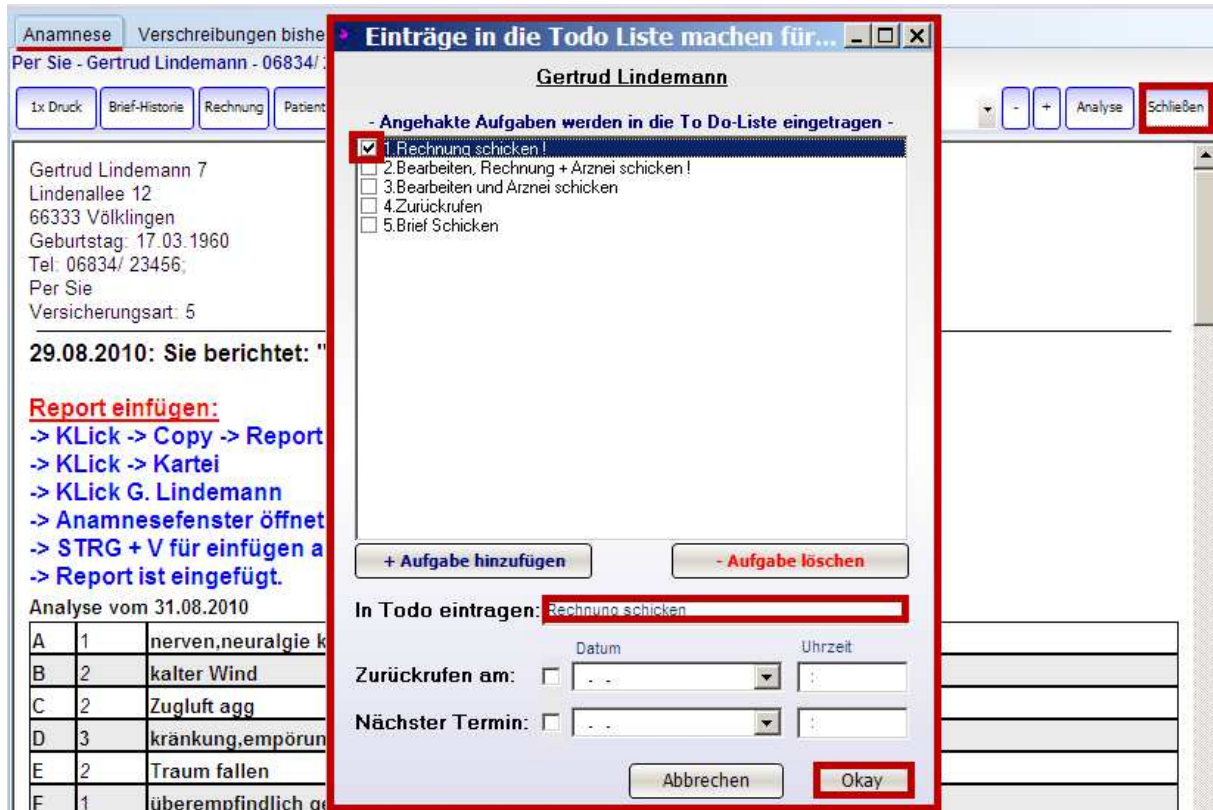 Anamnese
Verschreibungen bishe
Per Sie - Gertrud Lindemann - 06834/
1x Druck
Brief-Historie
Rechnung
Patient
- + Analyse Schließen
Gertrud Lindemann 7
Lindenallee 12
66333 Völklingen
Geburtstag: 17.03.1960
Tel: 06834/ 23456;
Per Sie
Versicherungsart: 5
29.08.2010: Sie berichtet: "
Report einfügen:
-> KLick -> Copy -> Report
-> KLick -> Kartei
-> KLick G. Lindemann
-> Anamnesefenster öffnet
-> STRG + V für einfügen a
-> Report ist eingefügt.
Analyse vom 31.08.2010
A 1 nerven,neuralgie k
B 2 kalter Wind
C 2 Zugluft agg
D 3 kränkung,empörun
E 2 Traum fallen
F 1 überempfindlich ge
Einträge in die Todo Liste machen für...
Gertrud Lindemann
- Angehakte Aufgaben werden in die To Do-Liste eingetragen -
1.Rechnung schicken !
2.Bearbeiten, Rechnung + Arznei schicken !
3.Bearbeiten und Arznei schicken
4.Zurückrufen
5.Brief Schicken
+ Aufgabe hinzufügen
- Aufgabe löschen
In Todo eintragen: Rechnung schicken
Datum Uhrzeit
Zurückrufen am: . . :
Nächster Termin: . . :
Abbrechen Okay